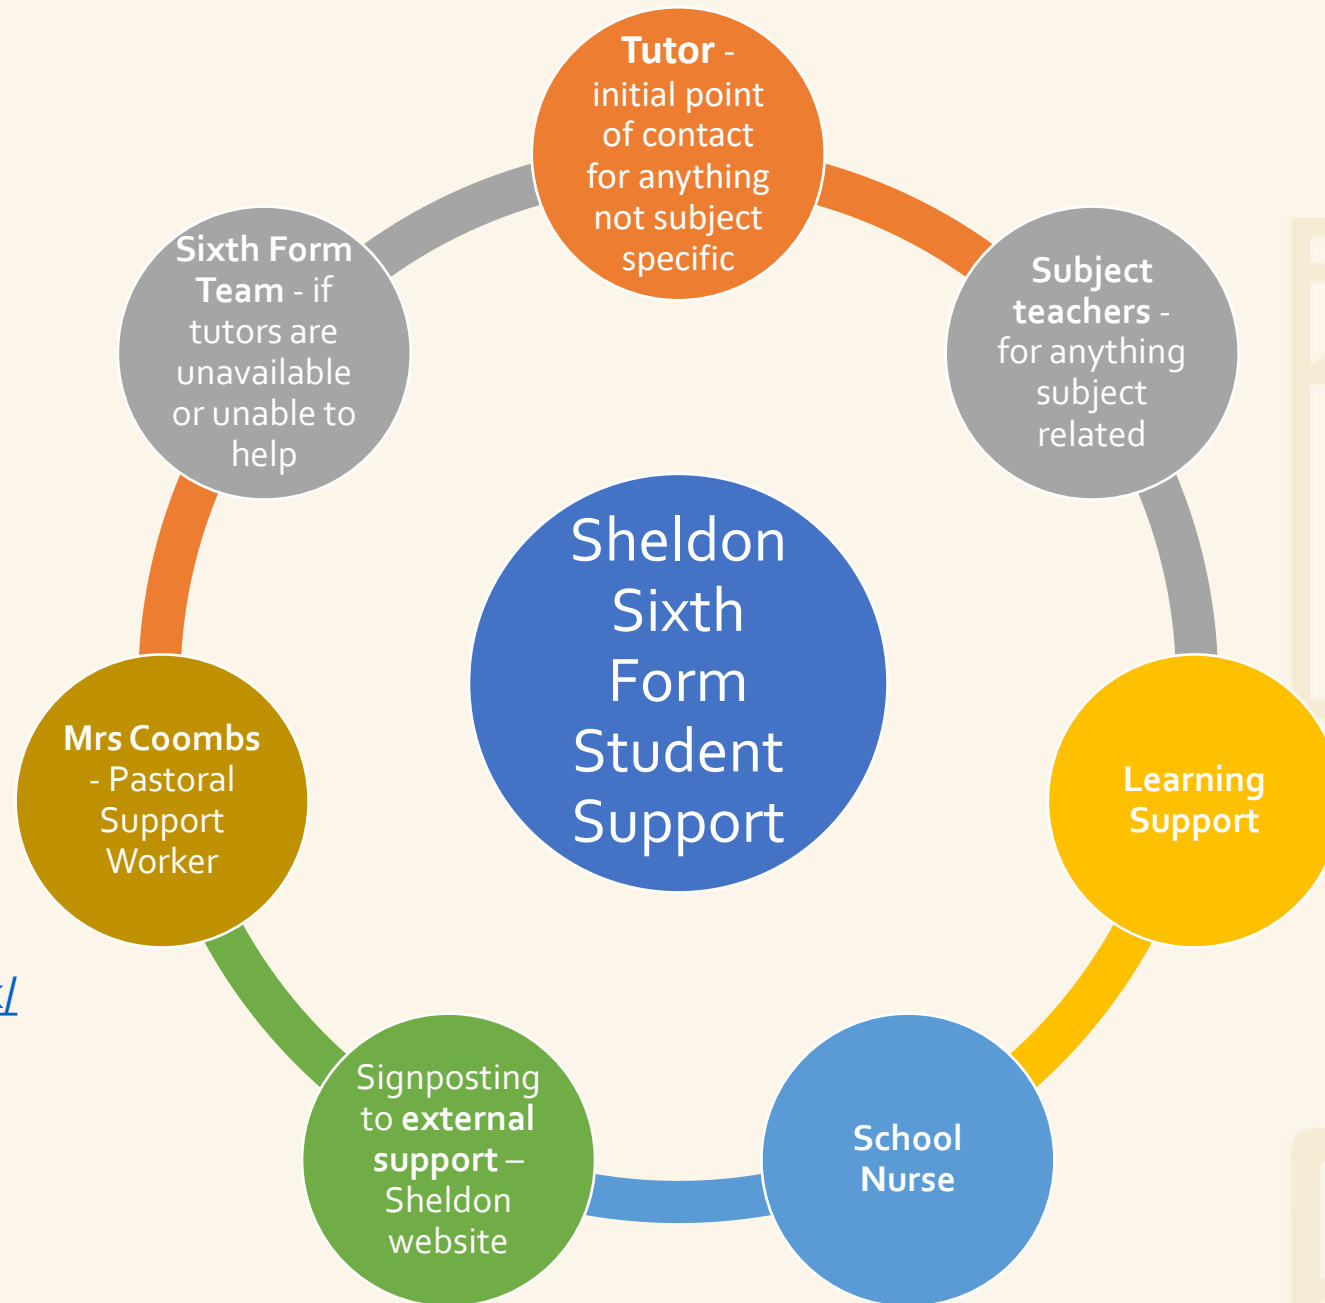 Tutor -
initial point
of contact
for anything
not subject
specific
Subject
teachers -
for anything
subject
related
Learning
Support
School
Nurse
Signposting
to external
support –
Sheldon
website
Mrs Coombs
- Pastoral
Support
Worker
Sixth Form
Team - if
tutors are
unavailable
or unable to
help
Sheldon
Sixth
Form
Student
Support